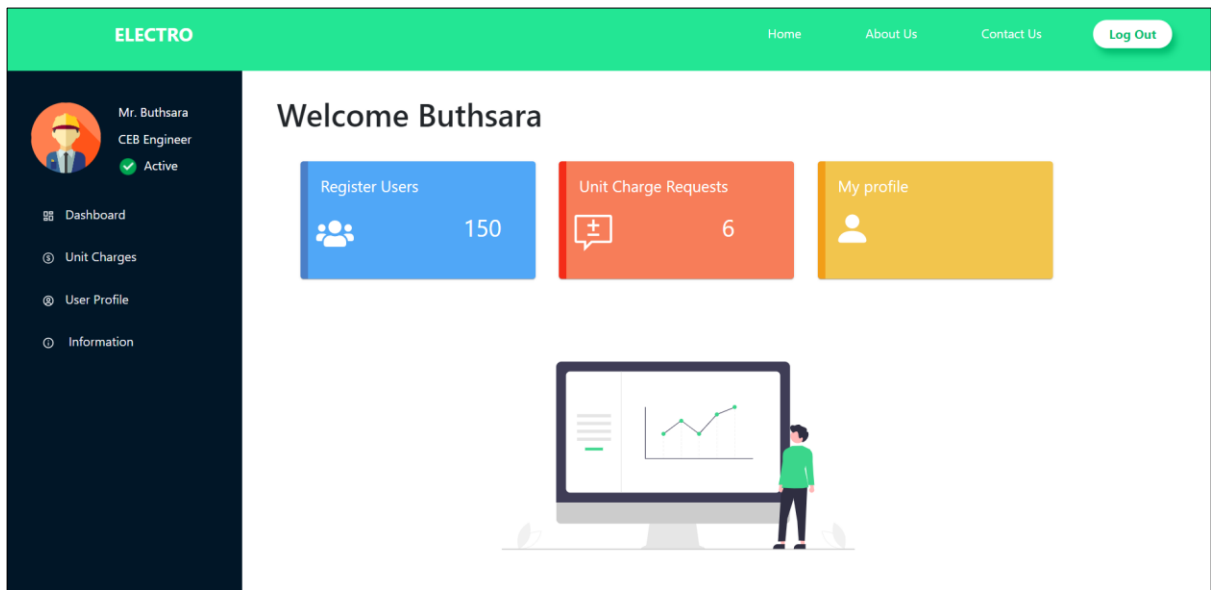 ELECTRO
Home
About Us
Contact Us
Log Out
Mr. Buthsara
CEB Engineer
Active
Dashboard
Unit Charges
User Profile
Information
Welcome Buthsara
Register Users
150
Unit Charge Requests
6
My profile